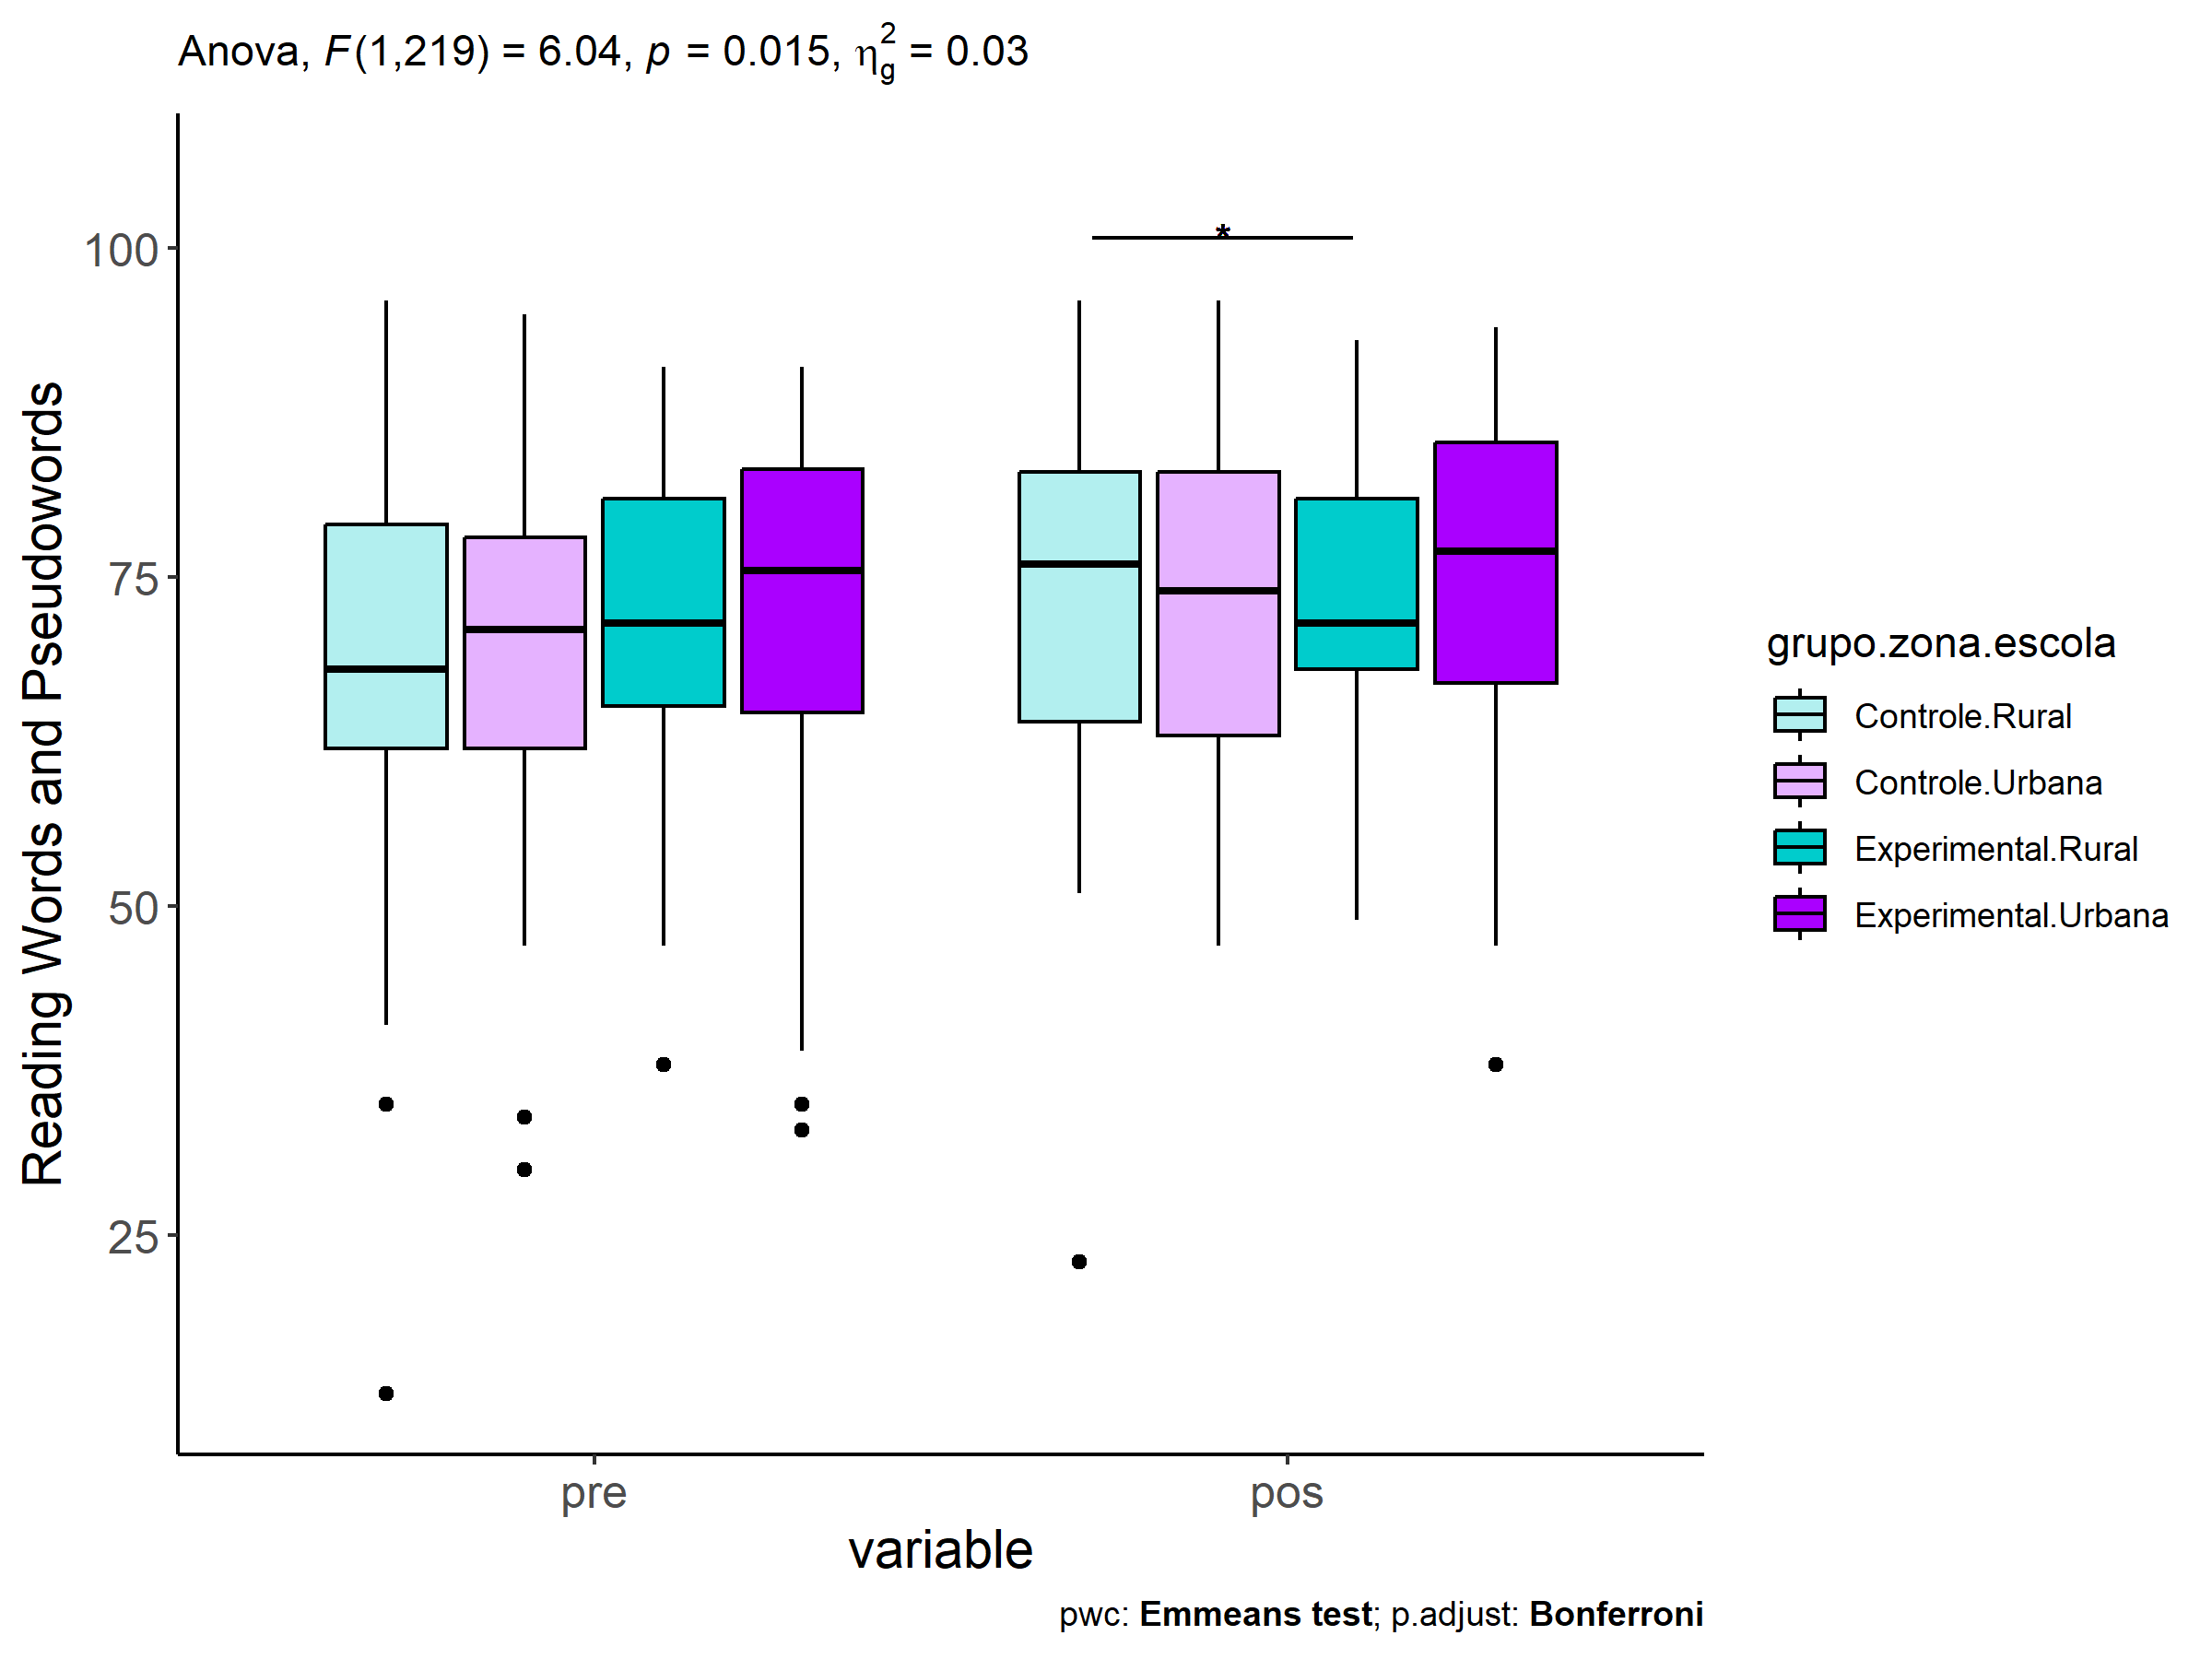 Anova, F(1,219) = 6.04, p = 0.015, η²g = 0.03
Reading Words and Pseudowords
100
75
50
25
*
pre
pos
variable
grupo.zona.escola
Controle.Rural
Controle.Urbana
Experimental.Rural
Experimental.Urbana
pwc: Emmeans test; p.adjust: Bonferroni